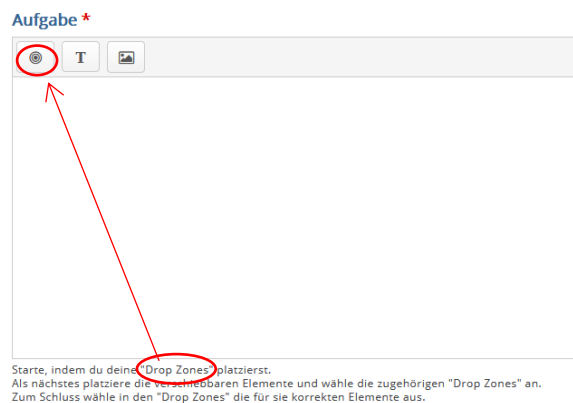 Aufgabe *
T
Starte, indem du deine "Drop Zones" platzierst.
Als nächstes platziere die verschiebbaren Elemente und wähle die zugehörigen "Drop Zones" an.
Zum Schluss wähle in den "Drop Zones" die für sie korrekten Elemente aus.